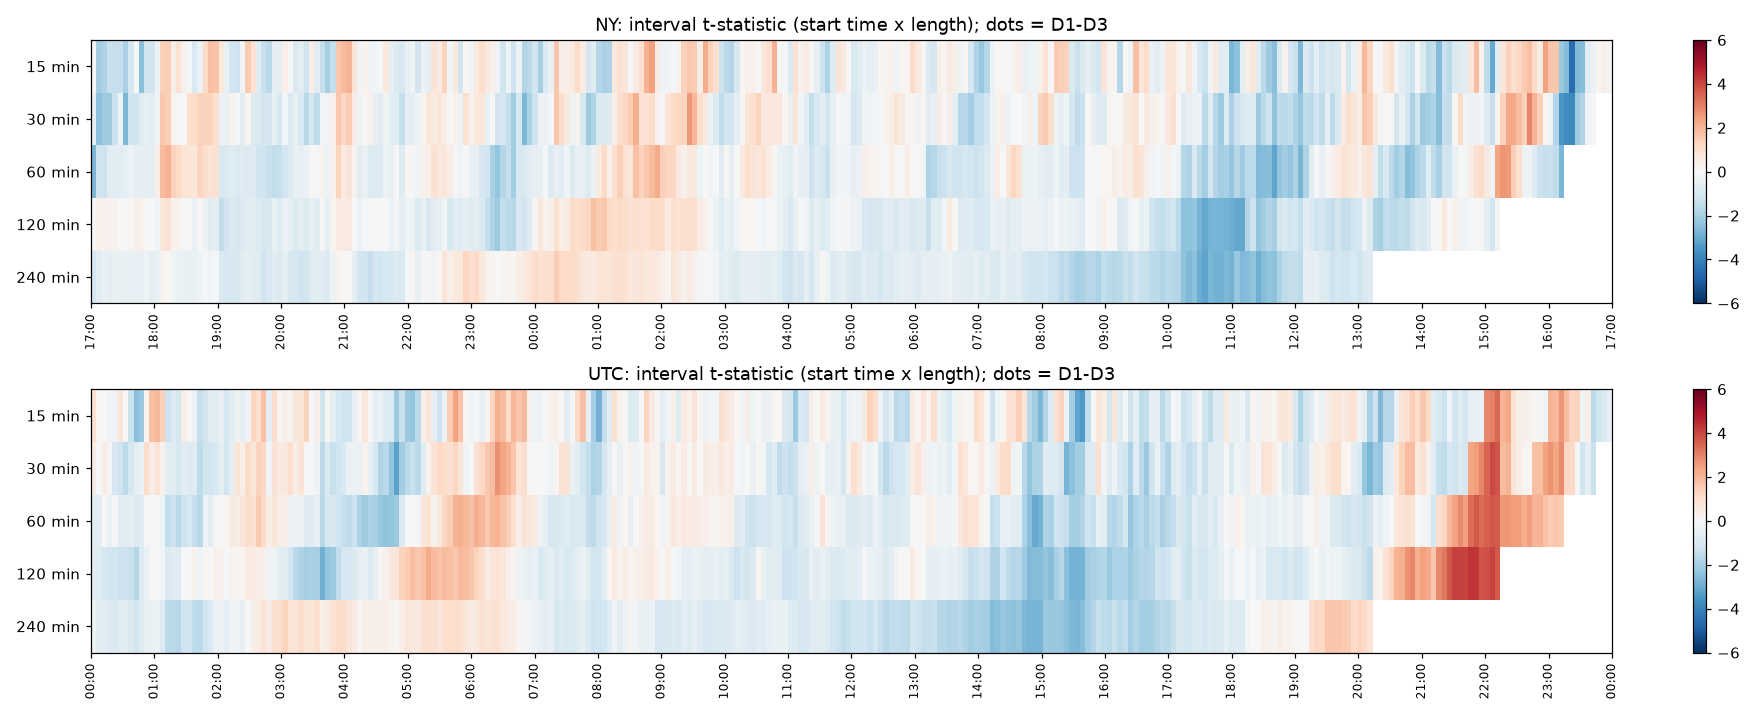 NY: interval t-statistic (start time x length); dots = D1-D3
15 min
30 min
60 min
120 min
240 min
17:00 18:00 19:00 20:00 21:00 22:00 23:00 00:00 01:00 02:00 03:00 04:00 05:00 06:00 07:00 08:00 09:00 10:00 11:00 12:00 13:00 14:00 15:00 16:00 17:00
6
4
2
0
−2
−4
−6
UTC: interval t-statistic (start time x length); dots = D1-D3
15 min
30 min
60 min
120 min
240 min
00:00 01:00 02:00 03:00 04:00 05:00 06:00 07:00 08:00 09:00 10:00 11:00 12:00 13:00 14:00 15:00 16:00 17:00 18:00 19:00 20:00 21:00 22:00 23:00 00:00
6
4
2
0
−2
−4
−6